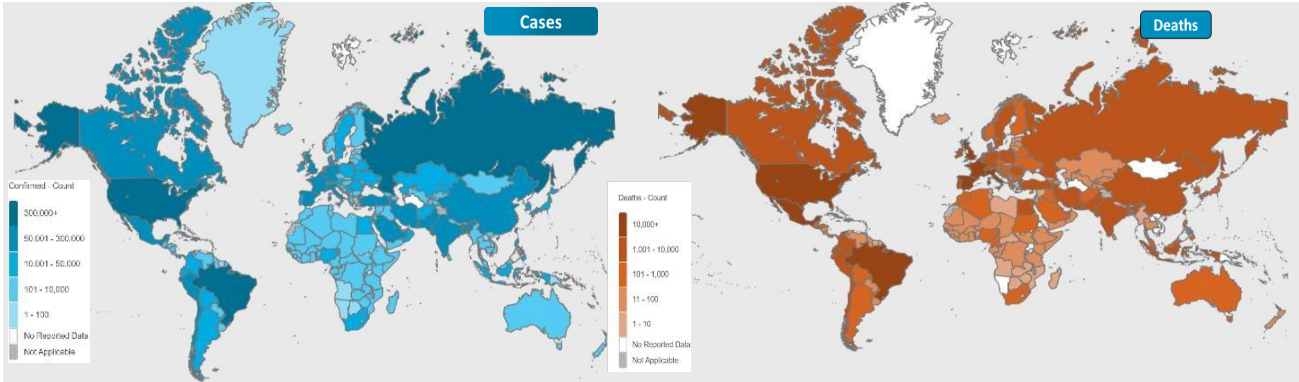 Cases
Confirmed - Count
300,000+
50.001 - 300,000
10.001 - 50,000
101 - 10,000
1 - 100
No Reported Data
Not Applicable
Deaths
Deaths - Count
10,000+
1.001 - 10,000
101 - 1,000
11 - 100
1 - 10
No Reported Data
Not Applicable